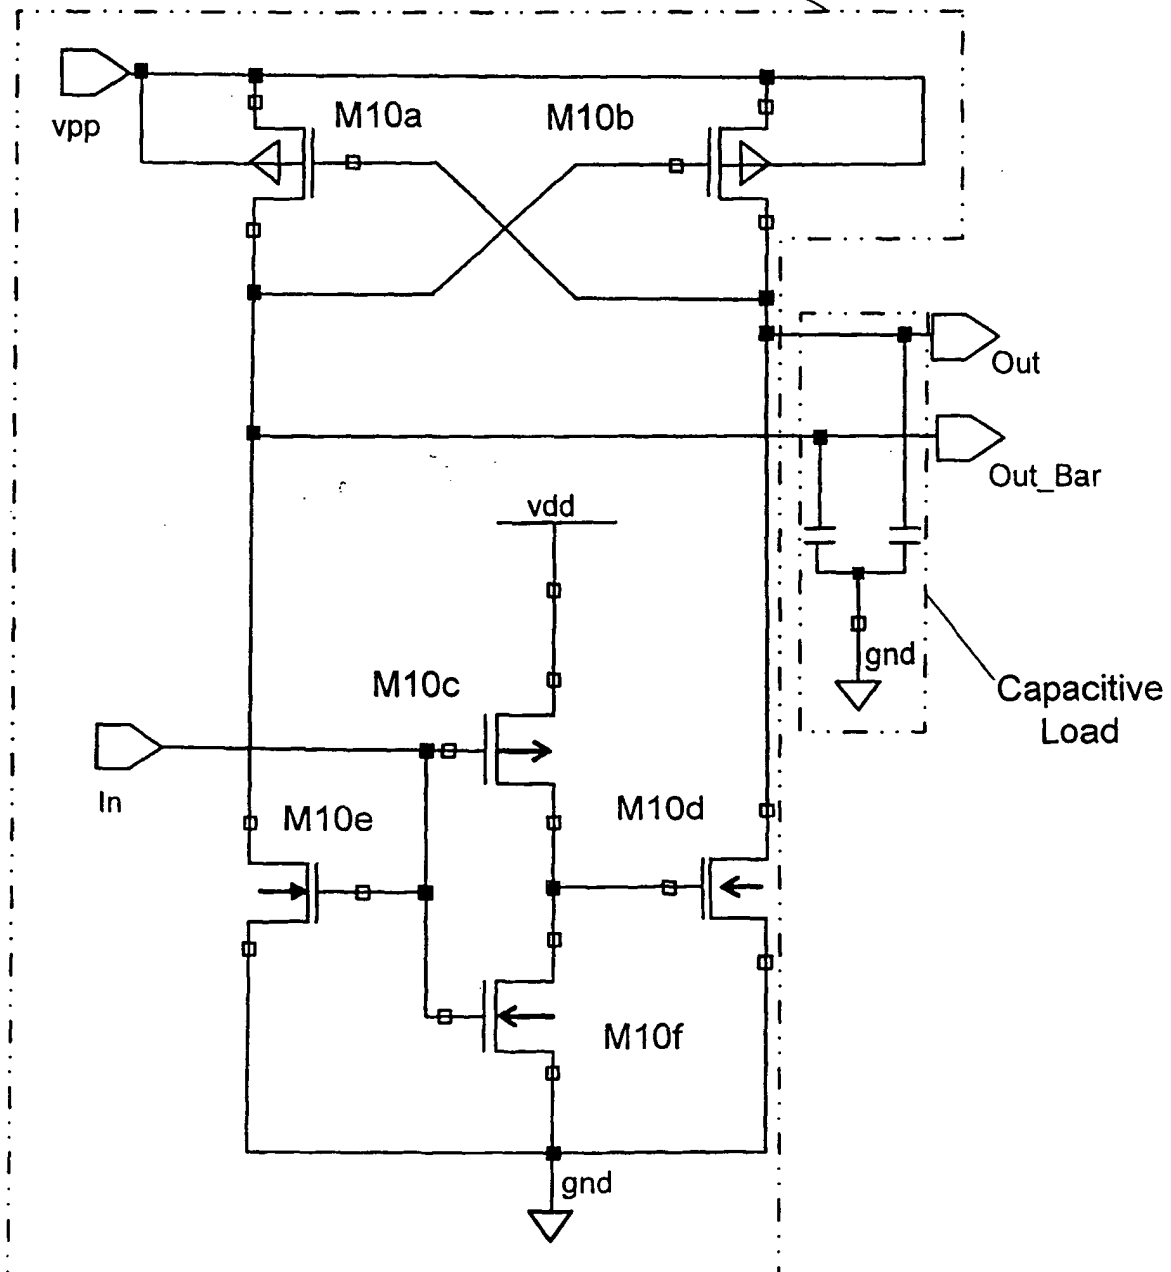 vpp
M10a
M10b
Out
Out_Bar
vdd
gnd
M10c
Capacitive
Load
In
M10e
M10d
M10f
gnd